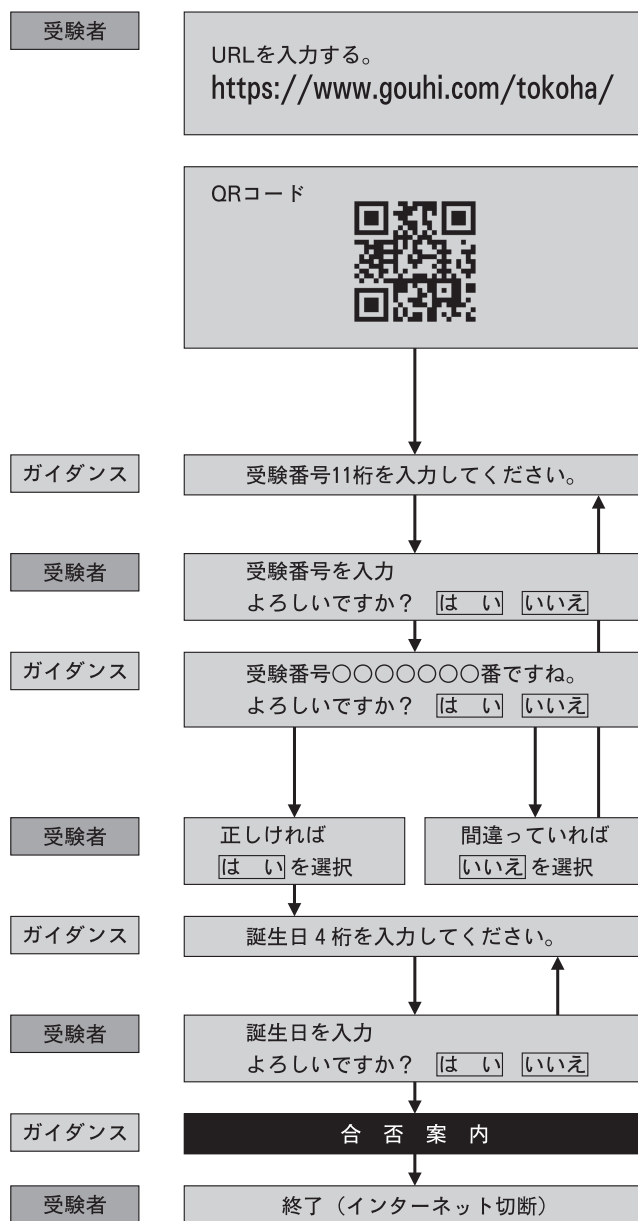 受験者
URLを入力する。
https://www.gouhi.com/tokoha/
QRコード
ガイダンス
受験番号11桁を入力してください。
受験者
受験番号を入力
よろしいですか？ はい いいえ
ガイダンス
受験番号○○○○○○○番ですね。
よろしいですか？ はい いいえ
受験者
正しければ
はい を選択
間違っていれば
いいえ を選択
ガイダンス
誕生日4桁を入力してください。
受験者
誕生日を入力
よろしいですか？ はい いいえ
ガイダンス
合否案内
受験者
終了（インターネット切断）